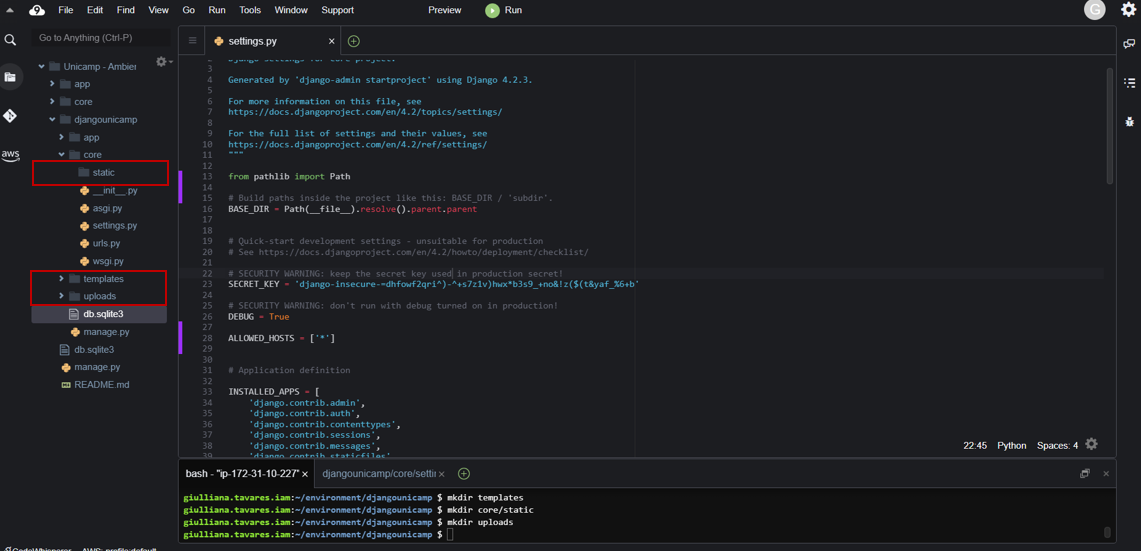 File Edit Find View Go Run Tools Window Support Preview Run
G
Go to Anything (Ctrl-P)
settings.py ×
Unicamp - Ambier
app
core
djangounicamp
app
core
static
__init__.py
asgi.py
settings.py
urls.py
wsgi.py
templates
uploads
db.sqlite3
manage.py
db.sqlite3
manage.py
README.md
aws
2 Django settings for core project.
3
4 Generated by 'django-admin startproject' using Django 4.2.3.
5
6 For more information on this file, see
7 https://docs.djangoproject.com/en/4.2/topics/settings/
8
9 For the full list of settings and their values, see
10 https://docs.djangoproject.com/en/4.2/ref/settings/
11 """
12
13 from pathlib import Path
14
15 # Build paths inside the project like this: BASE_DIR / 'subdir'.
16 BASE_DIR = Path(__file__).resolve().parent.parent
17
18
19 # Quick-start development settings - unsuitable for production
20 # See https://docs.djangoproject.com/en/4.2/howto/deployment/checklist/
21
22 # SECURITY WARNING: keep the secret key used in production secret!
23 SECRET_KEY = 'django-insecure-=dhfowf2qri^)-^+s7z1v)hwx*b3s9_+no&!z($(t&yaf_%6+b'
24
25 # SECURITY WARNING: don't run with debug turned on in production!
26 DEBUG = True
27
28 ALLOWED_HOSTS = ['*']
29
30
31 # Application definition
32
33 INSTALLED_APPS = [
34 'django.contrib.admin',
35 'django.contrib.auth',
36 'django.contrib.contenttypes',
37 'django.contrib.sessions',
38 'django.contrib.messages',
39 'django.contrib.staticfiles'
22:45 Python Spaces: 4
bash - "ip-172-31-10-227" × djangounicamp/core/settin ×
giulliana.tavares.iam:~/environment/djangounicamp $ mkdir templates
giulliana.tavares.iam:~/environment/djangounicamp $ mkdir core/static
giulliana.tavares.iam:~/environment/djangounicamp $ mkdir uploads
giulliana.tavares.iam:~/environment/djangounicamp $
CodeWhisperer AWS: profile:default